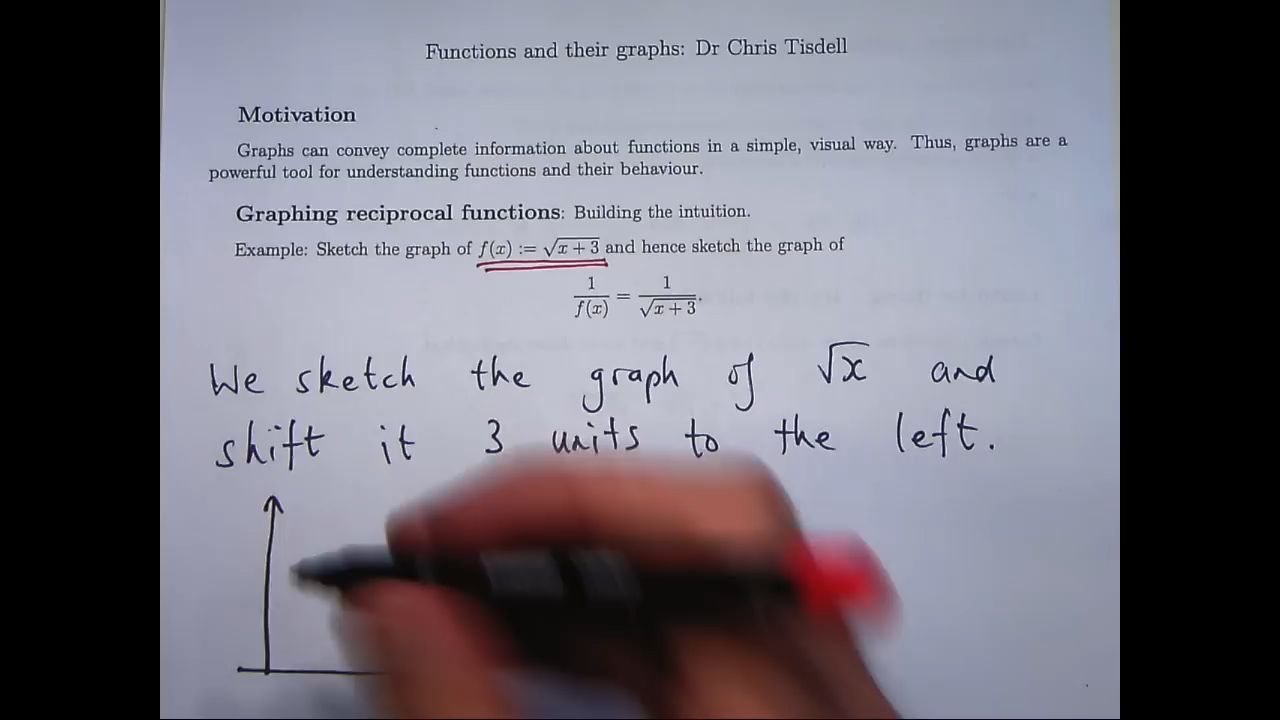 Functions and their graphs: Dr Chris Tisdell
Motivation
Graphs can convey complete information about functions in a simple, visual way. Thus, graphs are a
powerful tool for understanding functions and their behaviour.
Graphing reciprocal functions: Building the intuition.
Example: Sketch the graph of f(x) := √x + 3 and hence sketch the graph of
1/f(x) = 1/√x + 3.
We sketch the graph of √x and
shift it 3 units to the left.